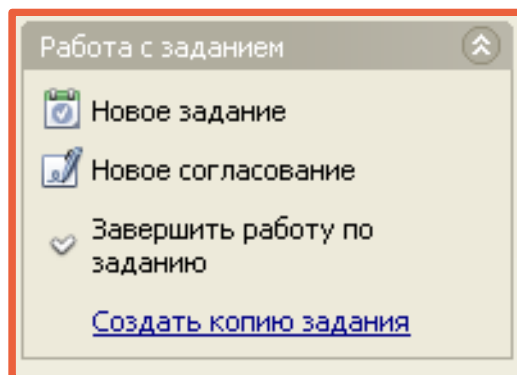 Работа с заданием
Новое задание
Новое согласование
Завершить работу по
заданию
Создать копию задания